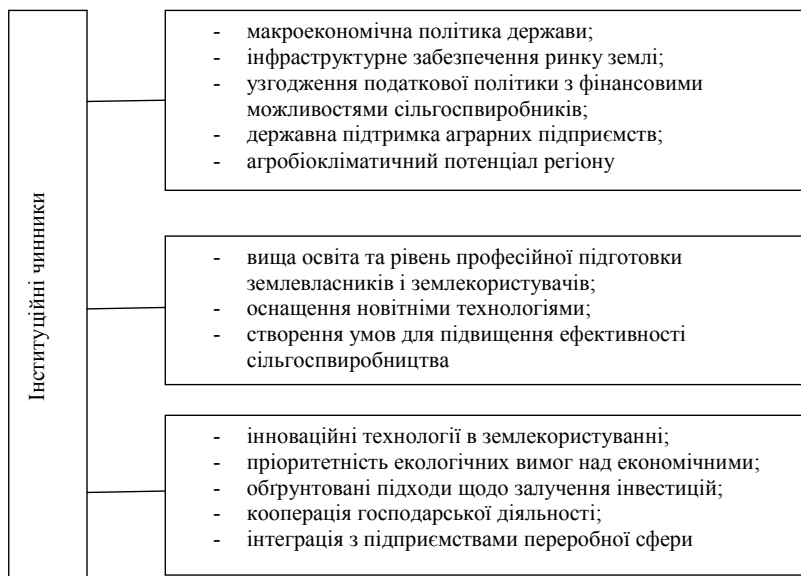 Інституційні чинники
- макроекономічна політика держави;
- інфраструктурне забезпечення ринку землі;
- узгодження податкової політики з фінансовими
можливостями сільгоспвиробників;
- державна підтримка аграрних підприємств;
- агробіокліматичний потенціал регіону
- вища освіта та рівень професійної підготовки
землевласників і землекористувачів;
- оснащення новітніми технологіями;
- створення умов для підвищення ефективності
сільгоспвиробництва
- інноваційні технології в землекористуванні;
- пріоритетність екологічних вимог над економічними;
- обґрунтовані підходи щодо залучення інвестицій;
- кооперація господарської діяльності;
- інтеграція з підприємствами переробної сфери